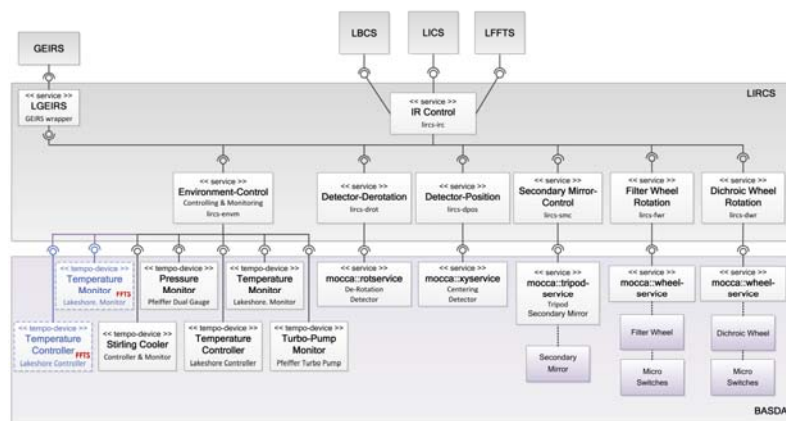 LBCS
LICS
LFFTS
GEIRS
LIRCS
<< service >>
LGEIRS
GEIRS wrapper
<< service >>
IR Control
lircs-irc
<< service >>
Environment-Control
Controlling & Monitoring
lircs-envm
<< service >>
Detector-Derotation
lircs-drot
<< service >>
Detector-Position
lircs-dpos
<< service >>
Secondary Mirror-
Control
lircs-smc
<< service >>
Filter Wheel
Rotation
lircs-fwr
<< service >>
Dichroic Wheel
Rotation
lircs-dwr
<< tempo-device >>
Temperature
Monitor
FFTS
Lakeshore. Monitor
<< tempo-device >>
Pressure
Monitor
Pfeiffer Dual Gauge
<< tempo-device >>
Temperature
Monitor
Lakeshore. Monitor
<< service >>
mocca::rotservice
De-Rotation
Detector
<< service >>
mocca::xyservice
Centering
Detector
<< service >>
mocca::tripod-
service
Tripod
Secondary Mirror
<< service >>
mocca::wheel-
service
<< service >>
mocca::wheel-
service
<< tempo-device >>
Temperature
Controller
FFTS
Lakeshore Controller
<< tempo-device >>
Stirling Cooler
Controller & Monitor
<< tempo-device >>
Temperature
Controller
Lakeshore Controller
<< tempo-device >>
Turbo-Pump
Monitor
Pfeiffer Turbo Pump
Filter Wheel
Dichroic Wheel
Secondary
Mirror
Micro
Switches
Micro
Switches
BASDA